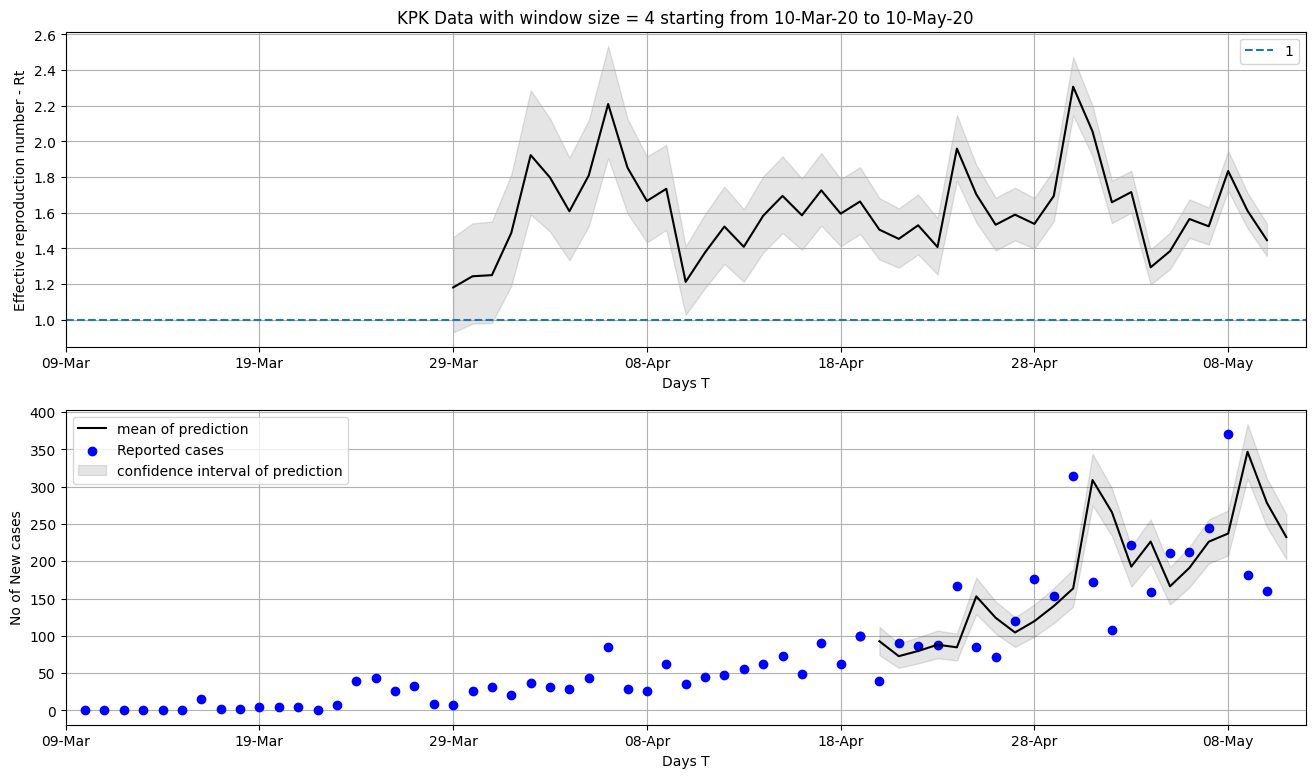 KPK Data with window size = 4 starting from 10-Mar-20 to 10-May-20
Effective reproduction number - Rt
2.6
2.4
2.2
2.0
1.8
1.6
1.4
1.2
1.0
1
09-Mar 19-Mar 29-Mar 08-Apr 18-Apr 28-Apr 08-May
Days T
No of New cases
400
350
300
250
200
150
100
50
0
mean of prediction
Reported cases
confidence interval of prediction
09-Mar 19-Mar 29-Mar 08-Apr 18-Apr 28-Apr 08-May
Days T